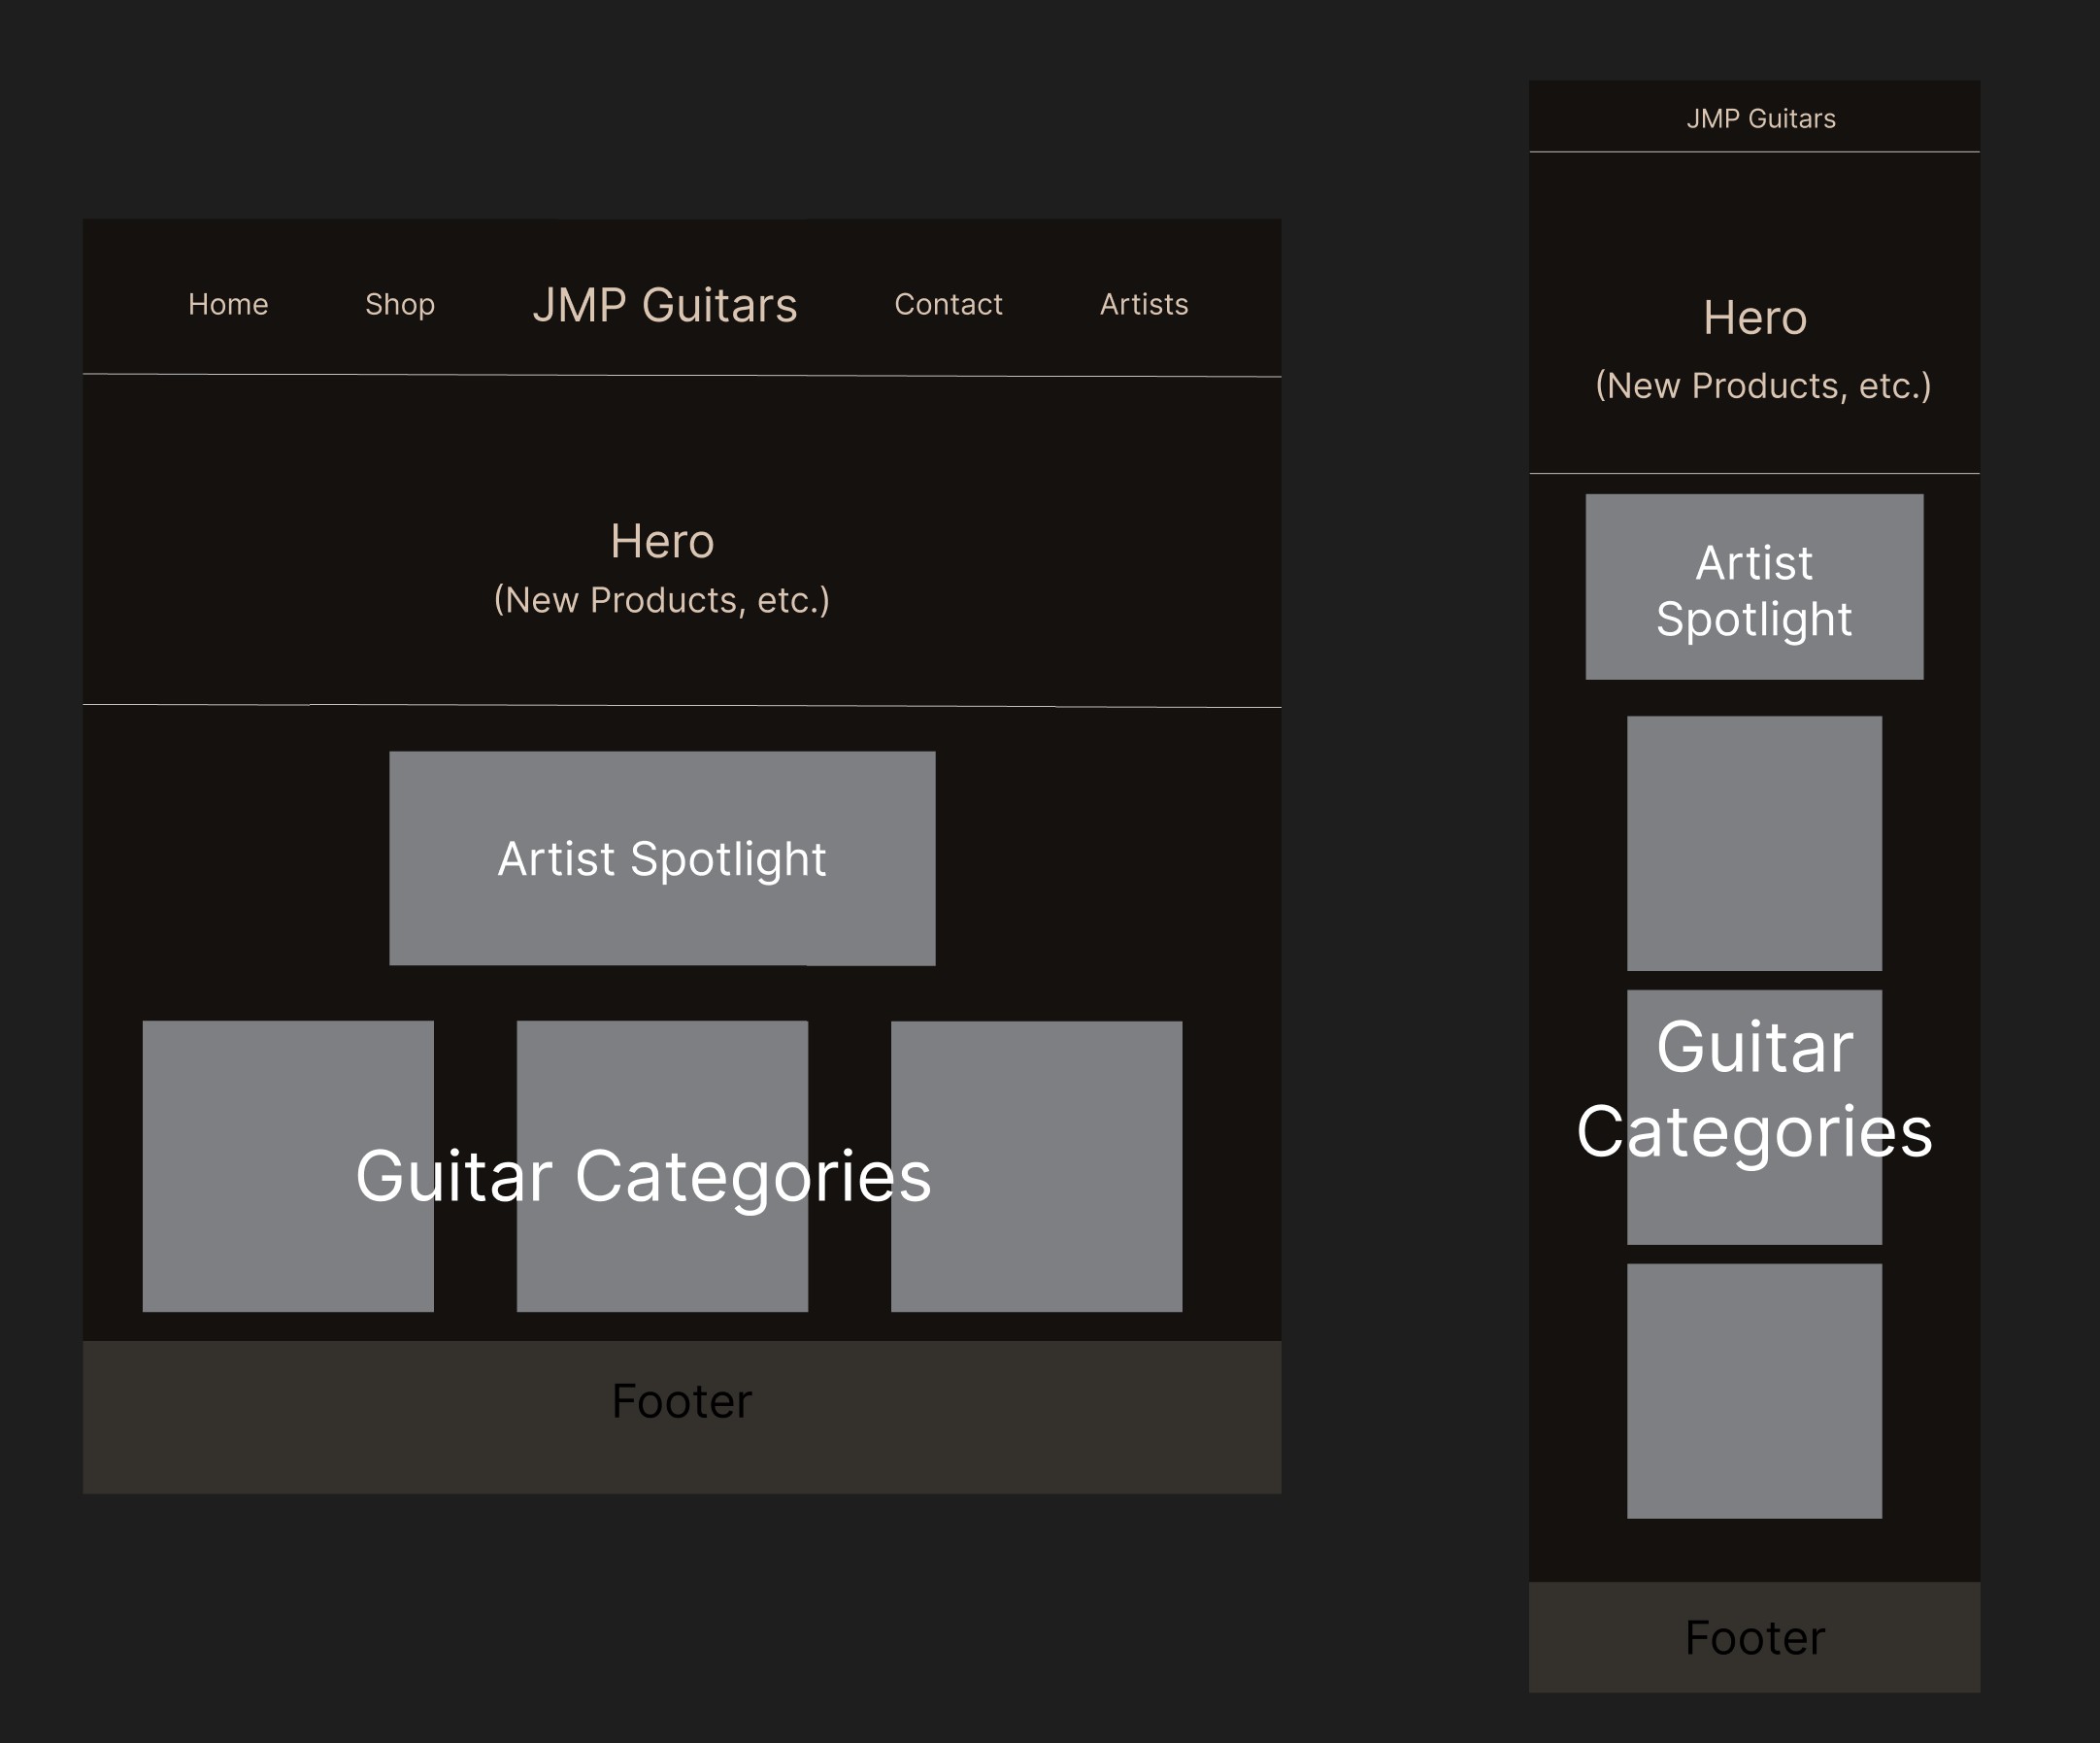 Home Shop JMP Guitars Contact Artists
Hero
(New Products, etc.)
Artist Spotlight
Guitar Categories
Footer
JMP Guitars
Hero
(New Products, etc.)
Artist
Spotlight
Guitar
Categories
Footer